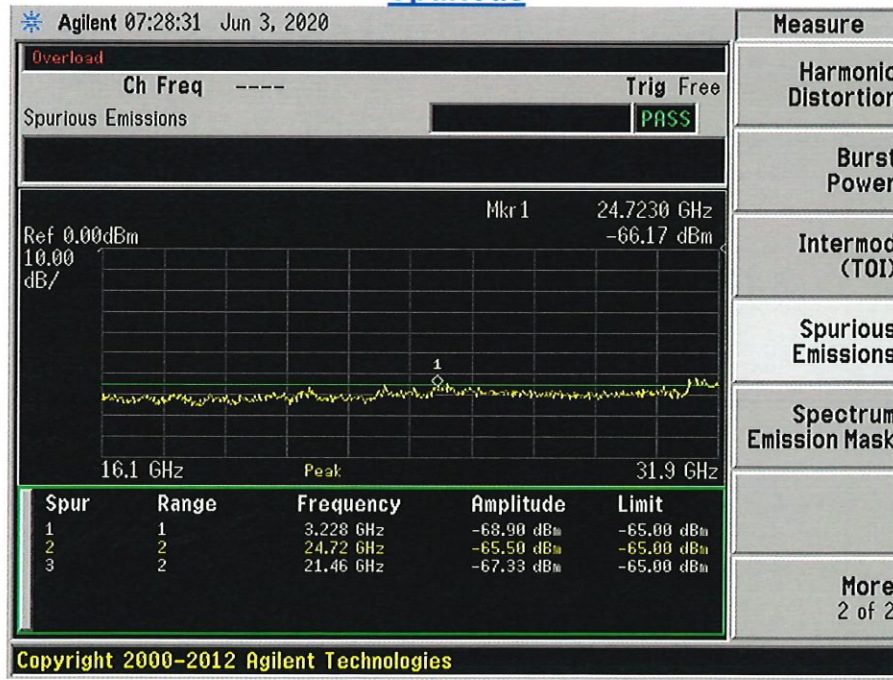 Agilent 07:28:31 Jun 3, 2020
Measure
Overload
Ch Freq ----
Trig Free
Spurious Emissions
PASS
Mkr1 24.7230 GHz
-66.17 dBm
Ref 0.00dBm
10.00
dB/
1
16.1 GHz Peak 31.9 GHz
Spur Range Frequency Amplitude Limit
1 1 3.228 GHz -68.90 dBm -65.00 dBm
2 2 24.72 GHz -65.50 dBm -65.00 dBm
3 2 21.46 GHz -67.33 dBm -65.00 dBm
Harmonic
Distortion
Burst
Power
Intermod
(TOI)
Spurious
Emissions
Spectrum
Emission Mask
More
2 of 2
Copyright 2000-2012 Agilent Technologies